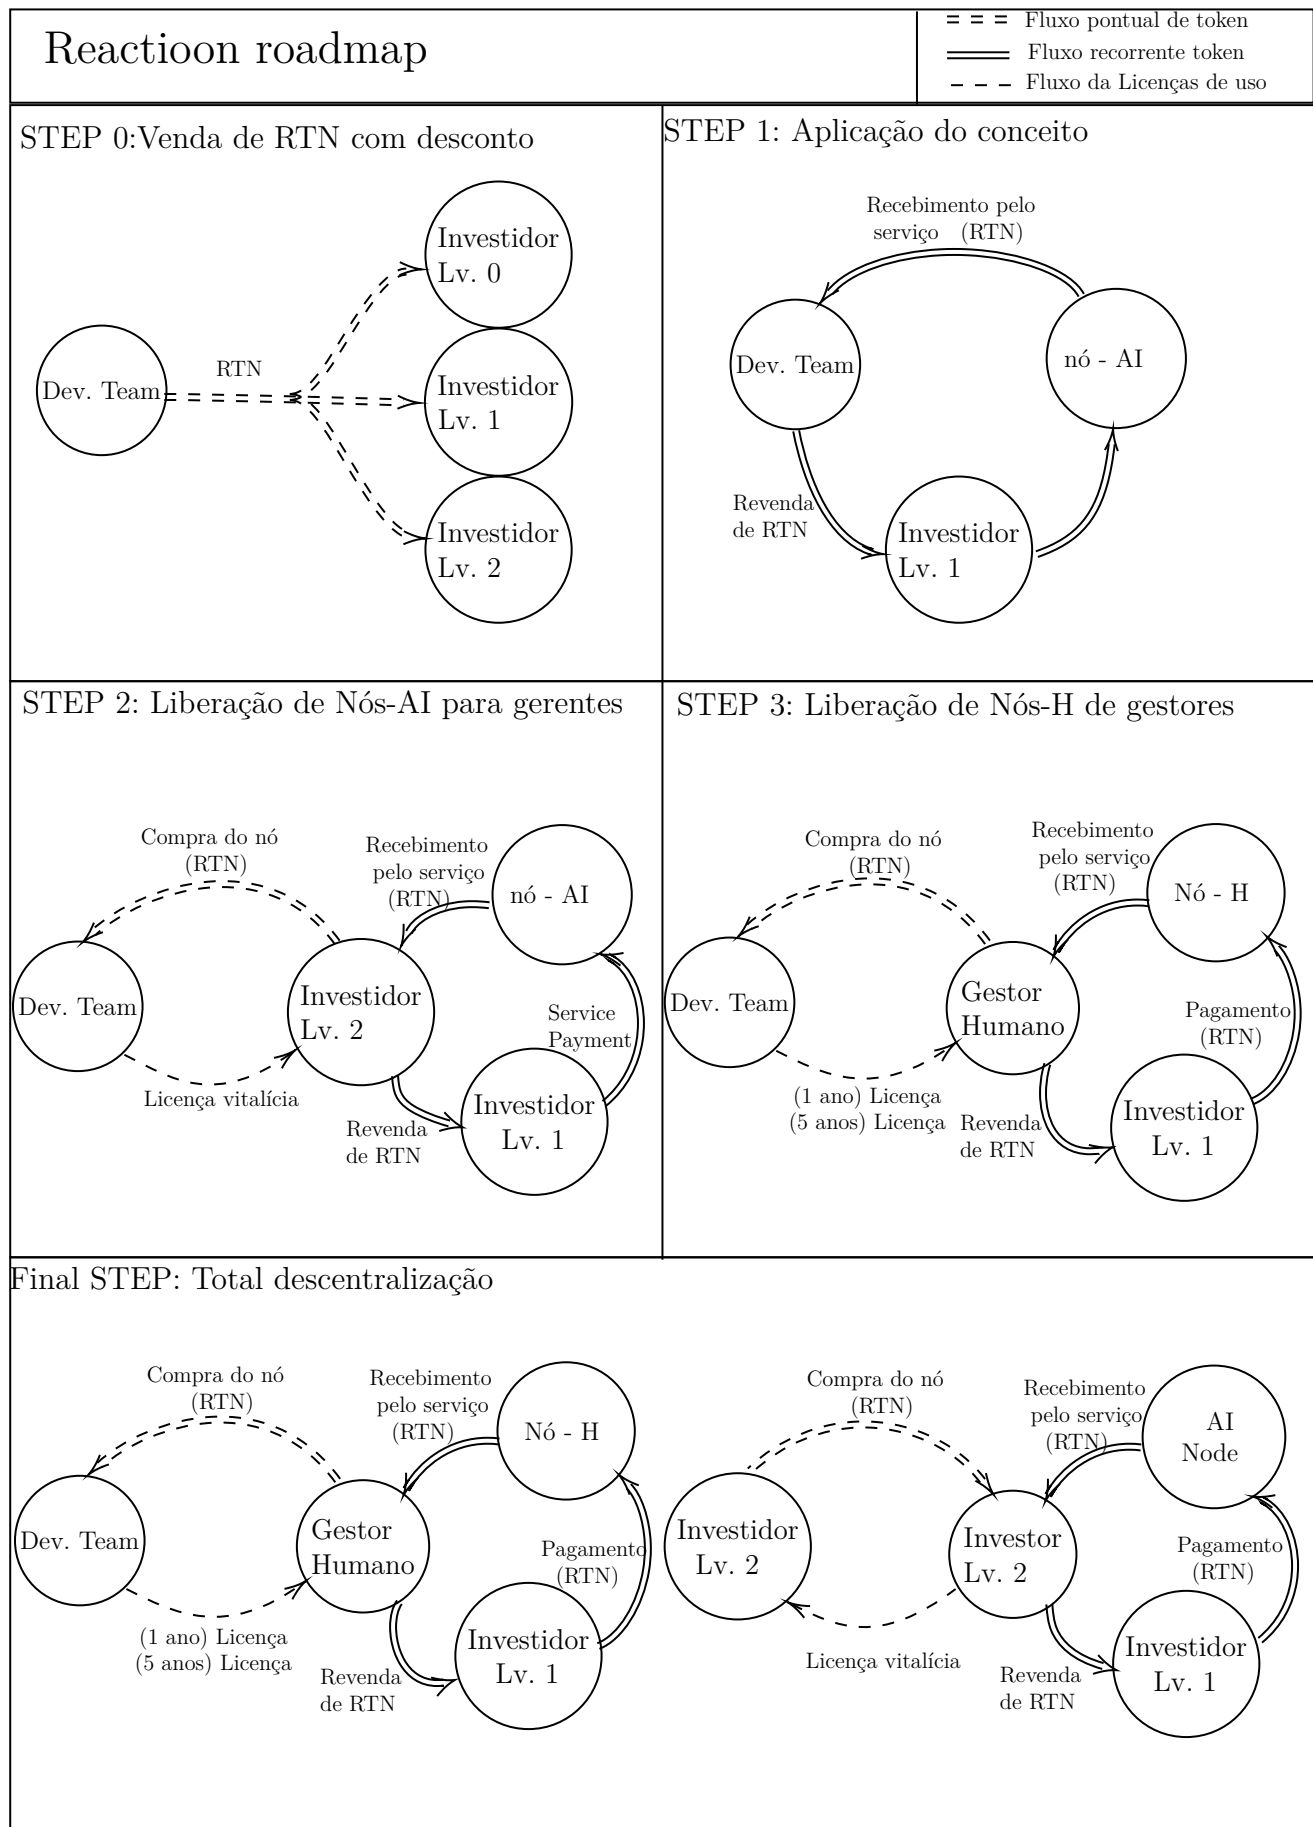 Reactioon roadmap
Fluxo pontual de token
Fluxo recorrente token
Fluxo da Licenças de uso
STEP 0:Venda de RTN com desconto
Dev. Team
RTN
Investidor
Lv. 0
Investidor
Lv. 1
Investidor
Lv. 2
STEP 1: Aplicação do conceito
Recebimento pelo
serviço (RTN)
Dev. Team
nó - AI
Revenda
de RTN
Investidor
Lv. 1
STEP 2: Liberação de Nós-AI para gerentes
Compra do nó
(RTN)
Recebimento
pelo serviço
(RTN)
nó - AI
Dev. Team
Investidor
Lv. 2
Service
Payment
Licença vitalícia
Revenda
de RTN
Investidor
Lv. 1
STEP 3: Liberação de Nós-H de gestores
Compra do nó
(RTN)
Recebimento
pelo serviço
(RTN)
Nó - H
Dev. Team
Gestor
Humano
Pagamento
(RTN)
(1 ano) Licença
(5 anos) Licença
Revenda
de RTN
Investidor
Lv. 1
Final STEP: Total descentralização
Compra do nó
(RTN)
Recebimento
pelo serviço
(RTN)
Nó - H
Dev. Team
Gestor
Humano
Pagamento
(RTN)
(1 ano) Licença
(5 anos) Licença
Revenda
de RTN
Investidor
Lv. 1
Compra do nó
(RTN)
Recebimento
pelo serviço
(RTN)
AI
Node
Investidor
Lv. 2
Investor
Lv. 2
Pagamento
(RTN)
Licença vitalícia
Revenda
de RTN
Investidor
Lv. 1